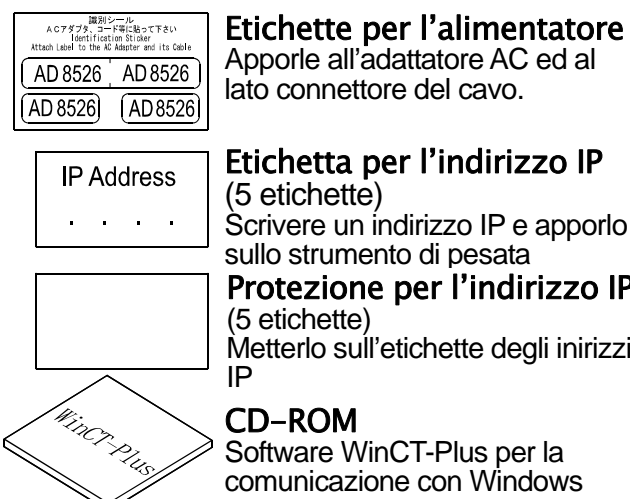 識別シール
ACアダプタ、コード等に貼って下さい
Identification Sticker
Attach Label to the AC Adapter and its Cable
AD 8526 AD 8526
AD 8526 AD 8526
Etichette per l’alimentatore
Apporle all’adattatore AC ed al
lato connettore del cavo.
IP Address
. . . .
Etichetta per l’indirizzo IP
(5 etichette)
Scrivere un indirizzo IP e apporlo
sullo strumento di pesata
Protezione per l’indirizzo IP
(5 etichette)
Metterlo sull’etichette degli inirizzi
IP
WinCT-Plus
CD-ROM
Software WinCT-Plus per la
comunicazione con Windows